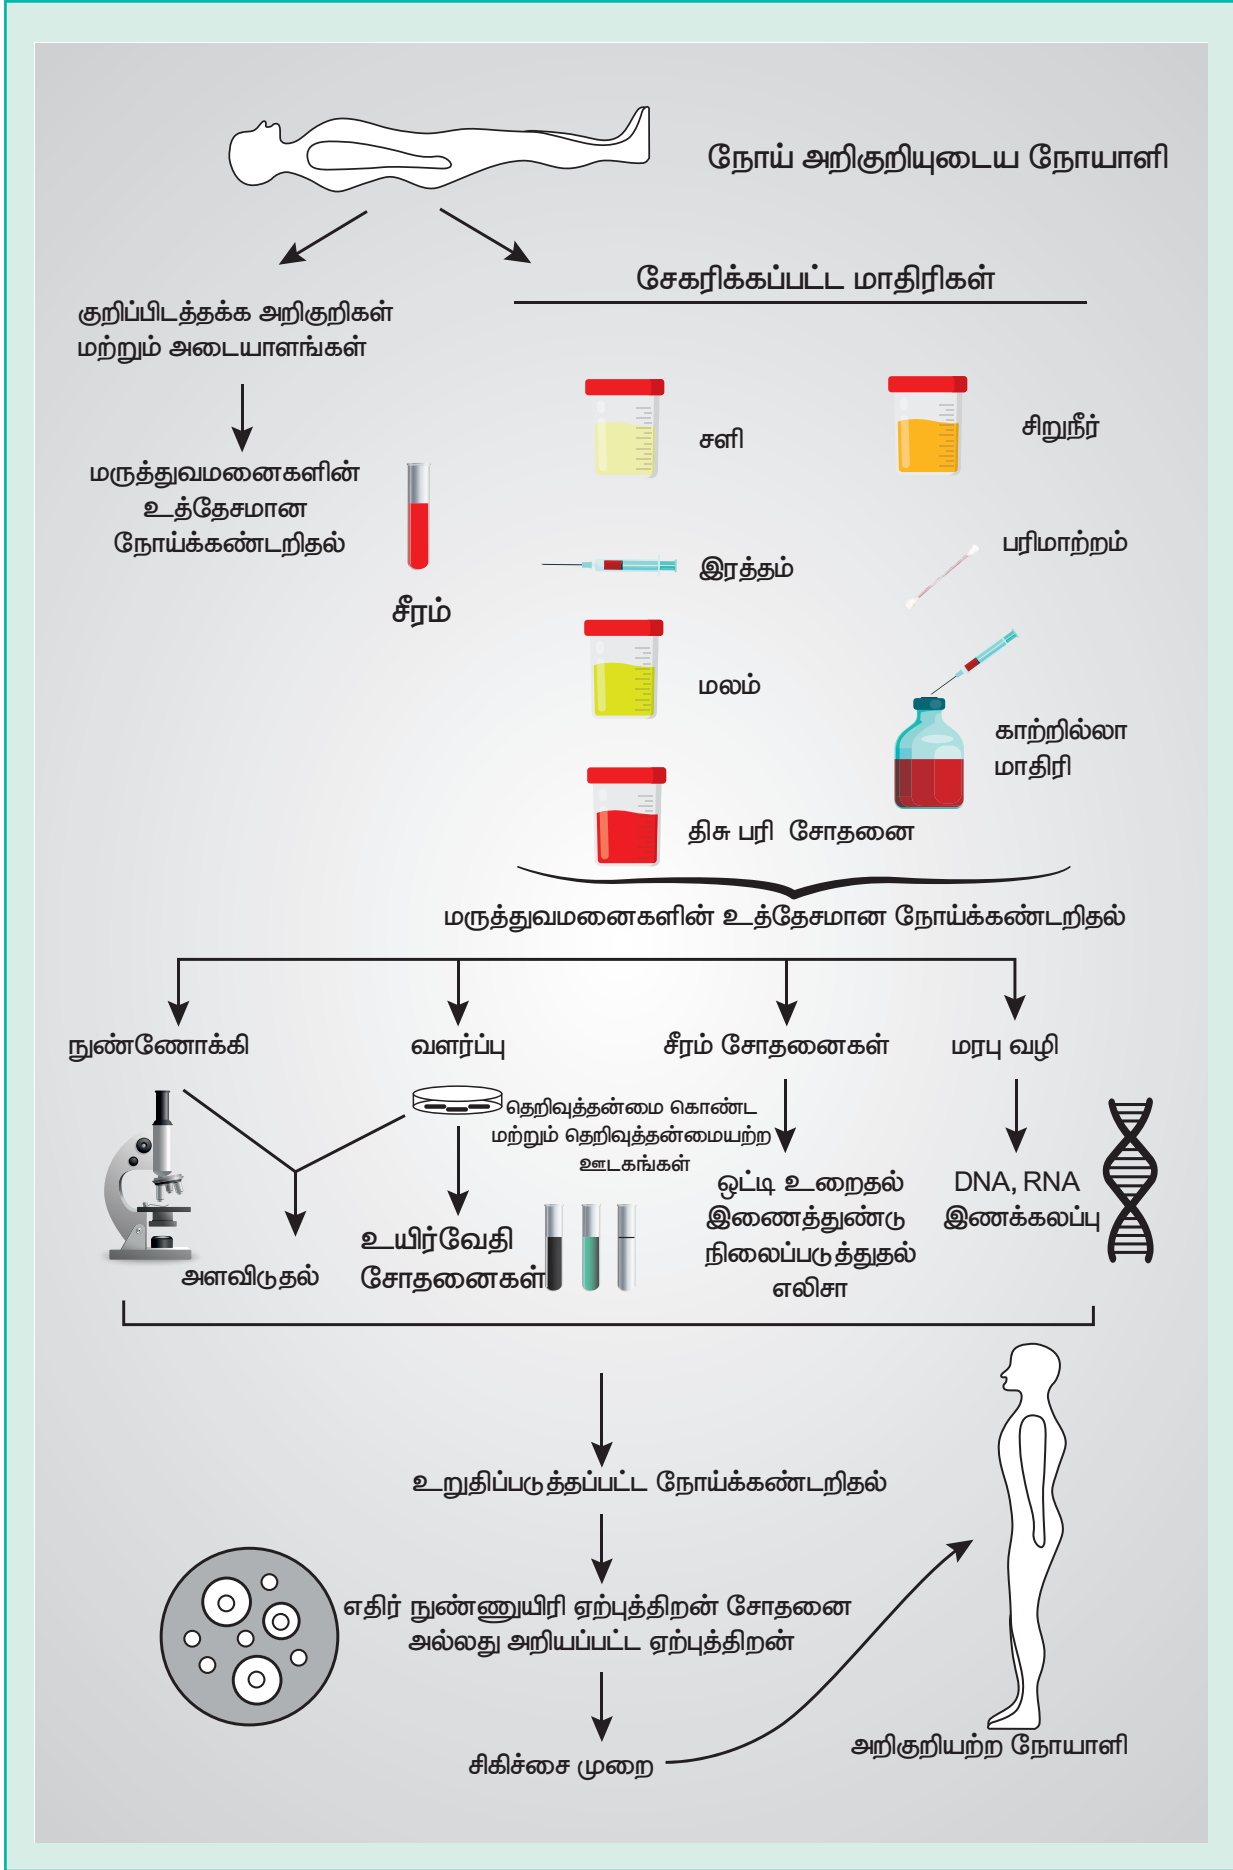 நோய் அறிகுறியுடைய நோயாளி
குறிப்பிடத்தக்க அறிகுறிகள்
மற்றும் அடையாளங்கள்
மருத்துவமனைகளின்
உத்தேசமான
நோய்க்கண்டறிதல்
சேகரிக்கப்பட்ட மாதிரிகள்
சீரம்
சளி
சிறுநீர்
இரத்தம்
பரிமாற்றம்
மலம்
காற்றில்லா
மாதிரி
திசு பரி சோதனை
மருத்துவமனைகளின் உத்தேசமான நோய்க்கண்டறிதல்
நுண்ணோக்கி
வளர்ப்பு
சீரம் சோதனைகள்
மரபு வழி
தெறிவுத்தன்மை கொண்ட
மற்றும் தெறிவுத்தன்மையற்ற
ஊடகங்கள்
அளவிடுதல்
உயிர்வேதி
சோதனைகள்
ஒட்டி உறைதல்
இணைத்துண்டு
நிலைப்படுத்துதல்
எலிசா
DNA, RNA
இணக்கலப்பு
உறுதிப்படுத்தப்பட்ட நோய்க்கண்டறிதல்
எதிர் நுண்ணுயிரி ஏற்புத்திறன் சோதனை
அல்லது அறியப்பட்ட ஏற்புத்திறன்
சிகிச்சை முறை
அறிகுறியற்ற நோயாளி